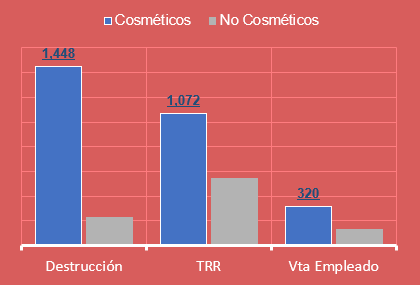 Cosméticos No Cosméticos
1.448
1.072
320
Destrucción TRR Vta Empleado